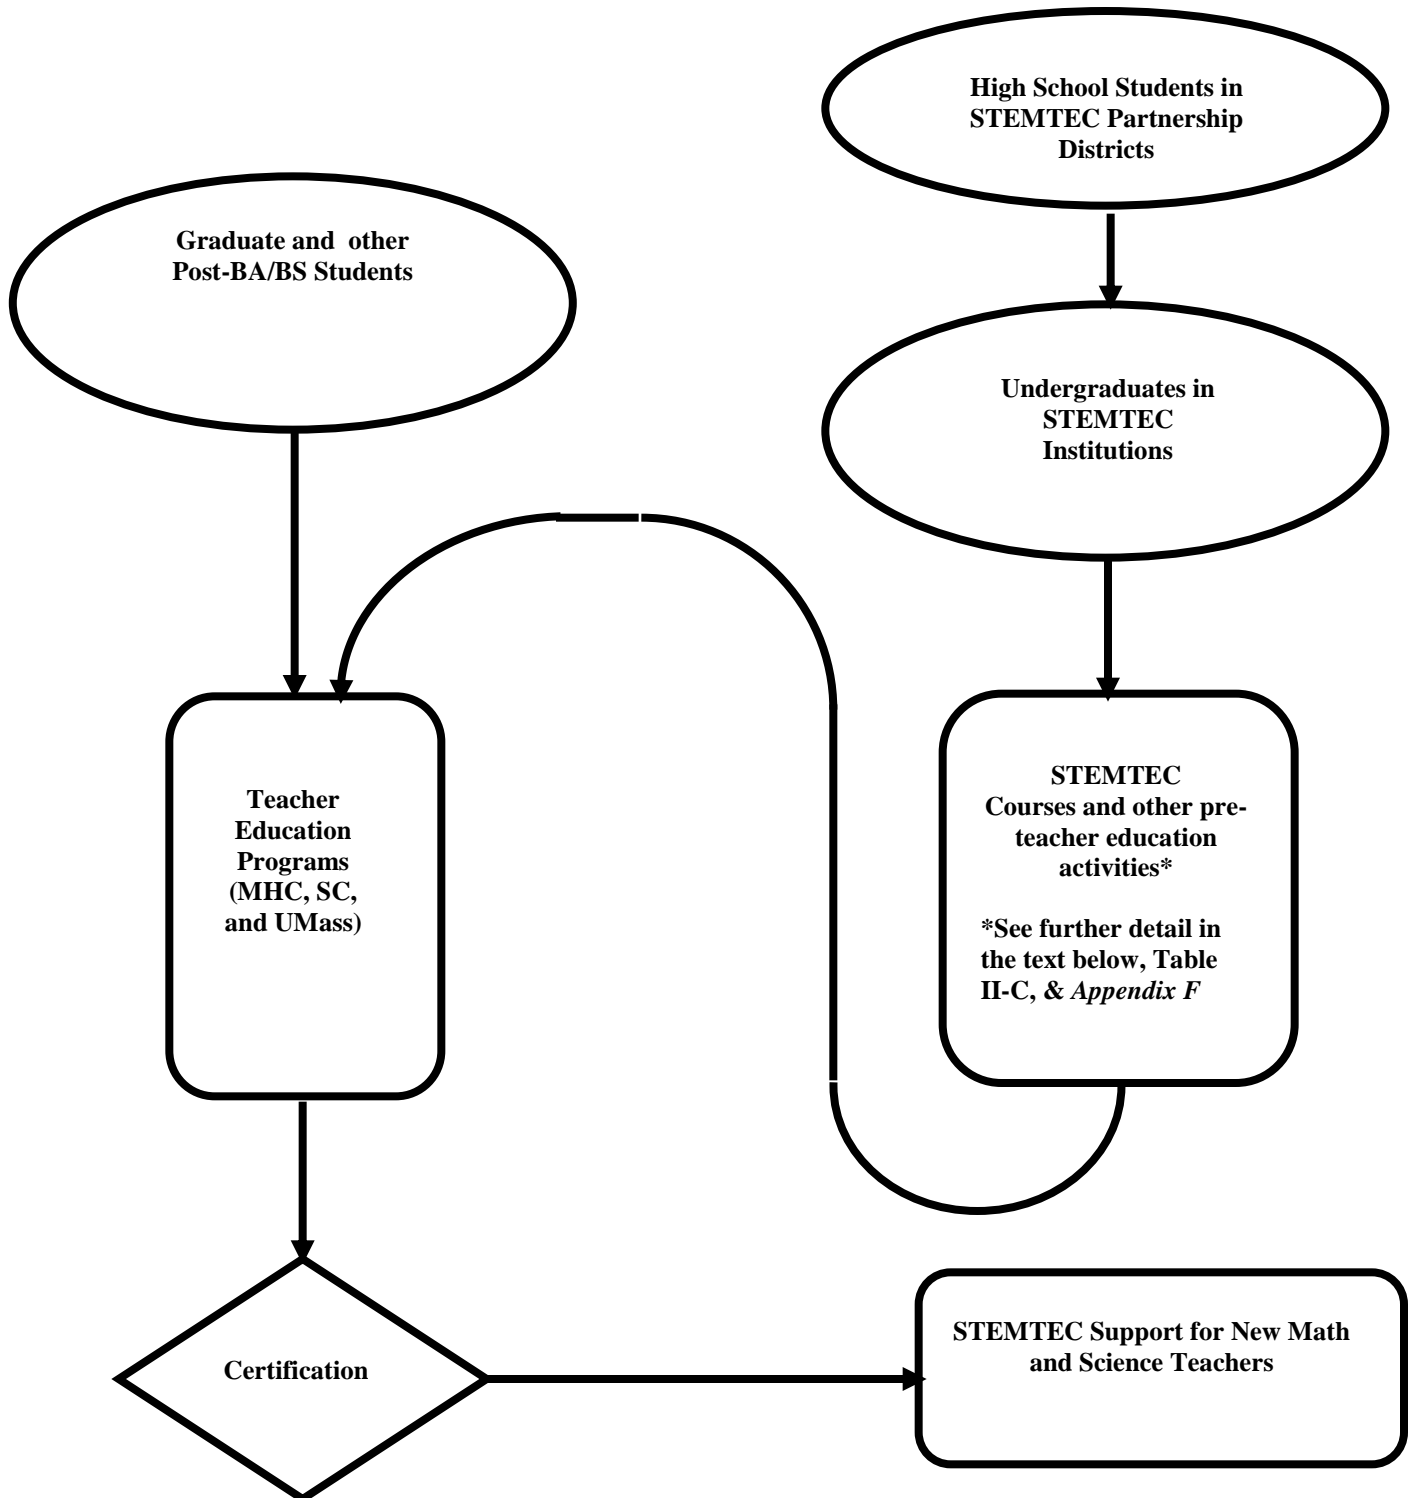 High School Students in
STEMTEC Partnership
Districts
Graduate and other
Post-BA/BS Students
Undergraduates in
STEMTEC
Institutions
Teacher
Education
Programs
(MHC, SC,
and UMass)
STEMTEC
Courses and other pre-
teacher education
activities*
*See further detail in
the text below, Table
II-C, & Appendix F
Certification
STEMTEC Support for New Math
and Science Teachers